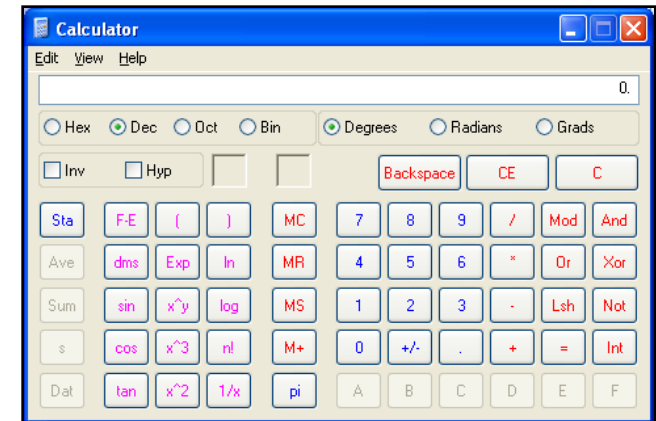 Calculator
Edit View Help
0.
Hex Dec Oct Bin Degrees Radians Grads
Inv Hyp Backspace CE C
Sta F-E ( ) MC 7 8 9 / Mod And
Ave dms Exp ln MR 4 5 6 * Or Xor
Sum sin x^y log MS 1 2 3 - Lsh Not
s cos x^3 n! M+ 0 +/- . + = Int
Dat tan x^2 1/x pi A B C D E F